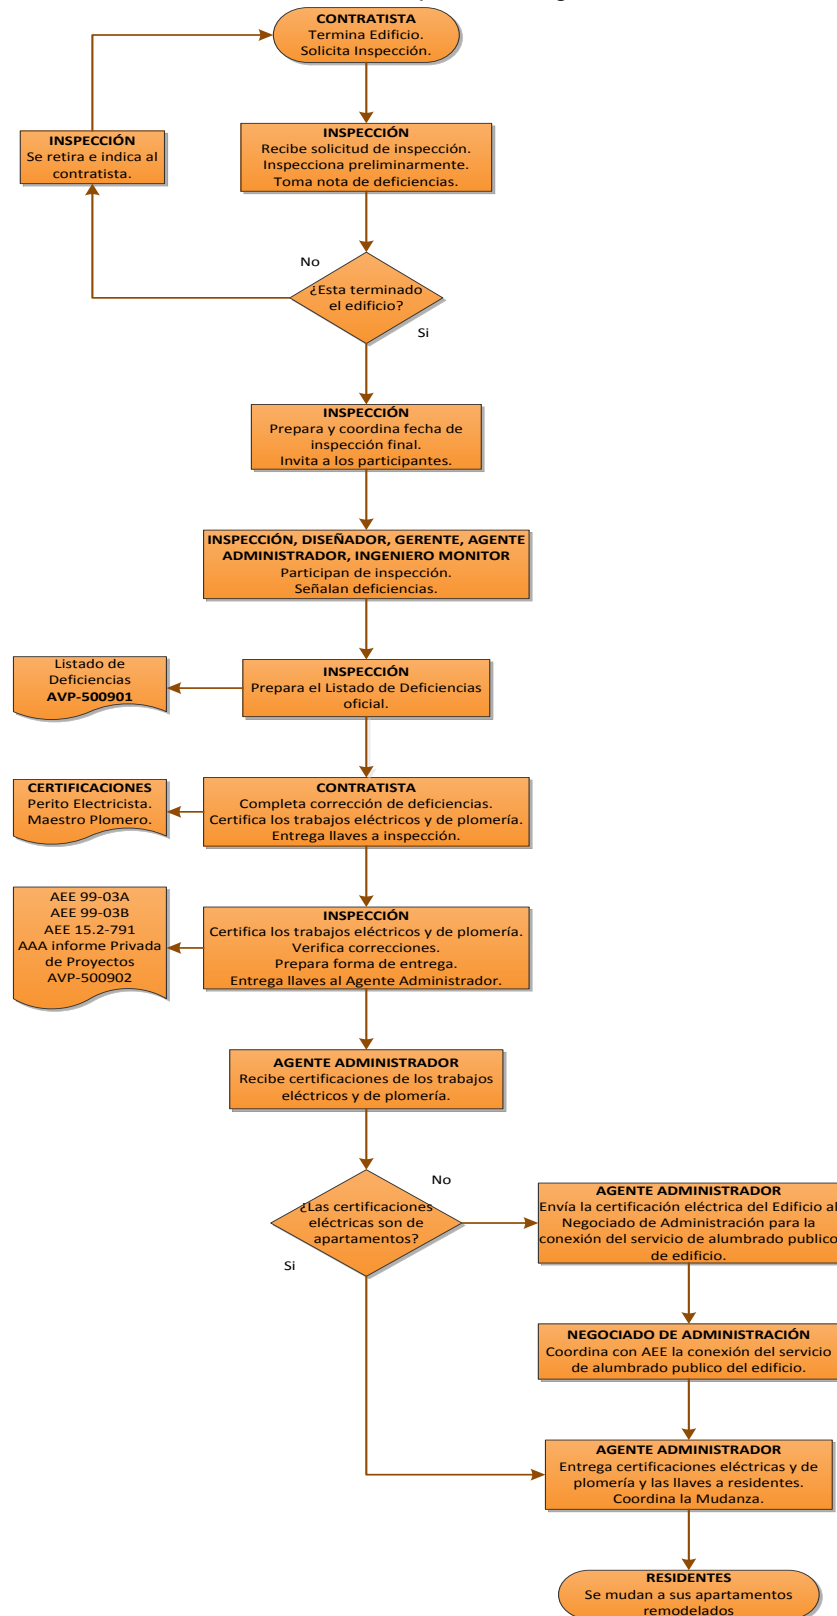 CONTRATISTA
Termina Edificio.
Solicita Inspección.
INSPECCIÓN
Se retira e indica al
contratista.
INSPECCIÓN
Recibe solicitud de inspección.
Inspecciona preliminarmente.
Toma nota de deficiencias.
No
¿Esta terminado
el edificio?
Si
INSPECCIÓN
Prepara y coordina fecha de
inspección final.
Invita a los participantes.
INSPECCIÓN, DISEÑADOR, GERENTE, AGENTE
ADMINISTRADOR, INGENIERO MONITOR
Participan de inspección.
Señalan deficiencias.
Listado de
Deficiencias
AVP-500901
INSPECCIÓN
Prepara el Listado de Deficiencias
oficial.
CERTIFICACIONES
Perito Electricista.
Maestro Plomero.
CONTRATISTA
Completa corrección de deficiencias.
Certifica los trabajos eléctricos y de plomería.
Entrega llaves a inspección.
AEE 99-03A
AEE 99-03B
AEE 15.2-791
AAA informe Privada
de Proyectos
AVP-500902
INSPECCIÓN
Certifica los trabajos eléctricos y de plomería.
Verifica correcciones.
Prepara forma de entrega.
Entrega llaves al Agente Administrador.
AGENTE ADMINISTRADOR
Recibe certificaciones de los trabajos
eléctricos y de plomería.
No
¿Las certificaciones
eléctricas son de
apartamentos?
Si
AGENTE ADMINISTRADOR
Envía la certificación eléctrica del Edificio al
Negociado de Administración para la
conexión del servicio de alumbrado publico
de edificio.
NEGOCIADO DE ADMINISTRACIÓN
Coordina con AEE la conexión del servicio
de alumbrado publico del edificio.
AGENTE ADMINISTRADOR
Entrega certificaciones eléctricas y de
plomería y las llaves a residentes.
Coordina la Mudanza.
RESIDENTES
Se mudan a sus apartamentos
remodelados